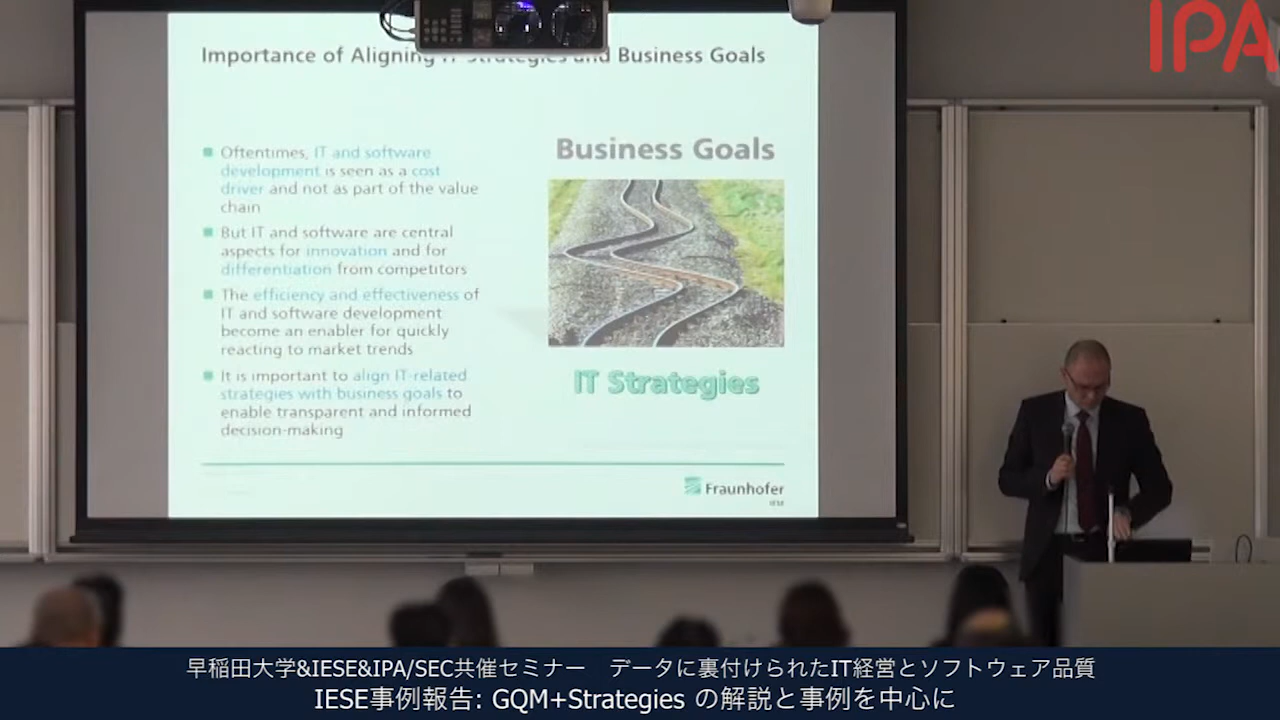 IPA
Importance of Aligning IT Strategies and Business Goals
Oftentimes, IT and software
development is seen as a cost
driver and not as part of the value
chain
But IT and software are central
aspects for innovation and for
differentiation from competitors
The efficiency and effectiveness of
IT and software development
become an enabler for quickly
reacting to market trends
It is important to align IT-related
strategies with business goals to
enable transparent and informed
decision-making
Business Goals
IT Strategies
Fraunhofer
IESE
早稲田大学&IESE&IPA/SEC共催セミナー データに裏付けられたIT経営とソフトウェア品質
IESE事例報告: GQM+Strategies の解説と事例を中心に